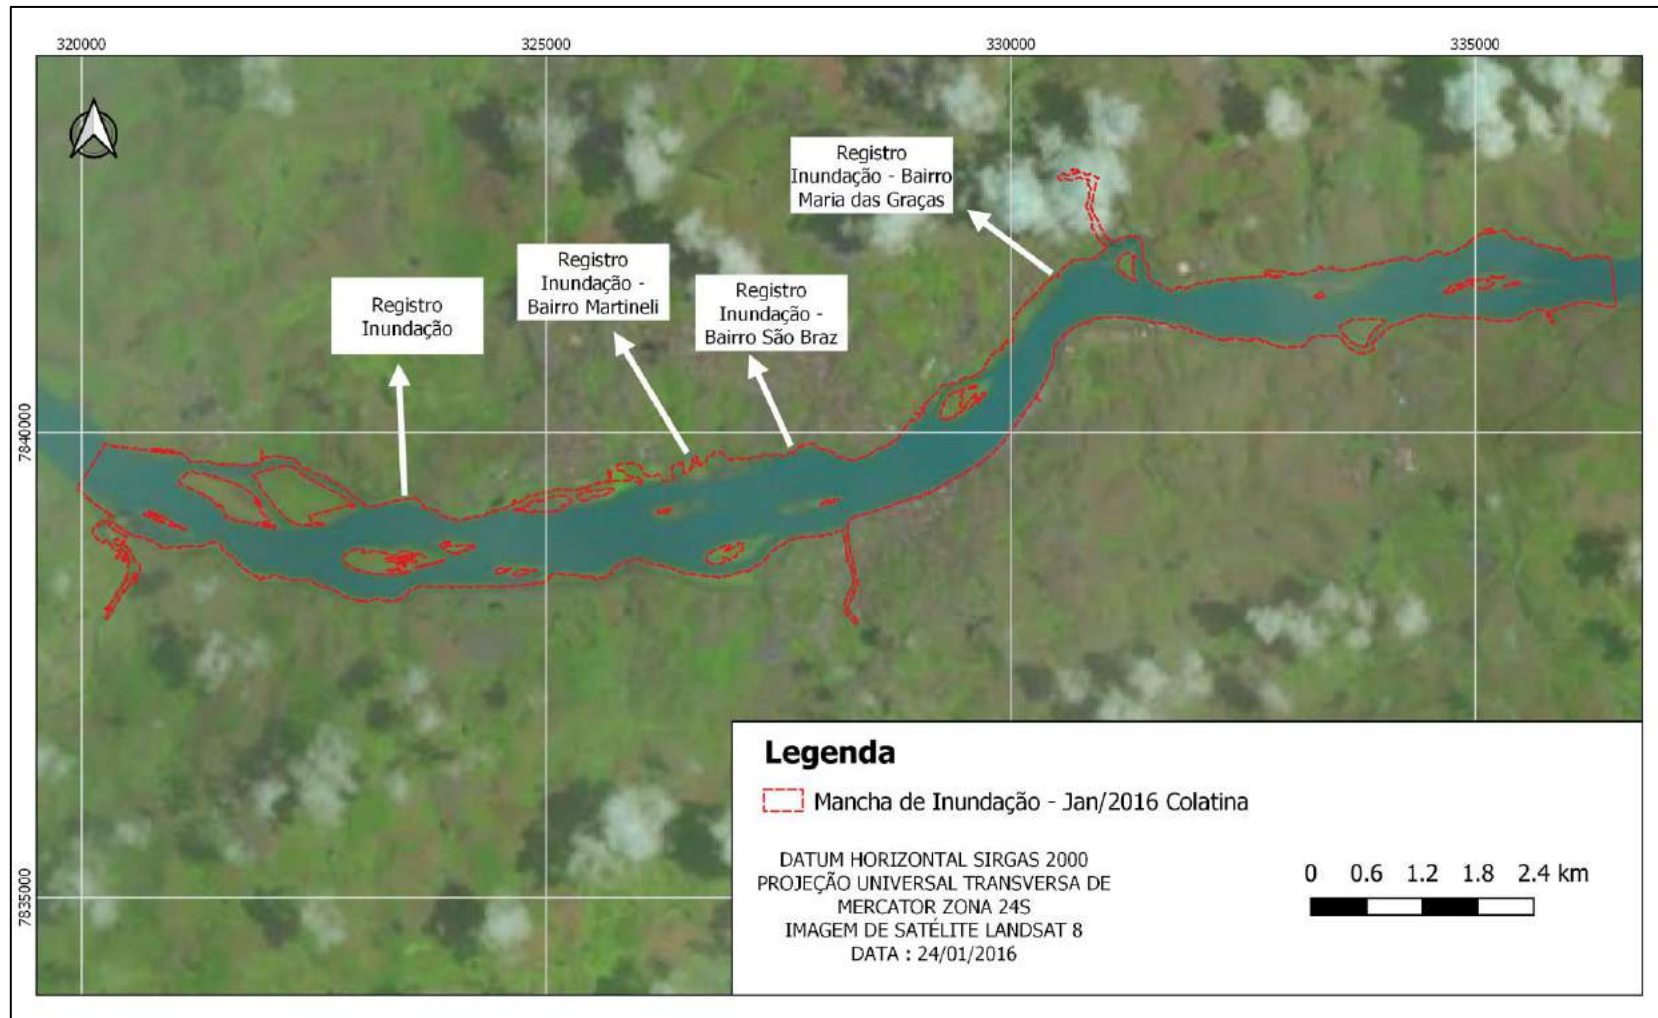 320000
325000
330000
335000
Registro
Inundação - Bairro
Maria das Graças
Registro
Inundação -
Bairro Martineli
Registro
Inundação -
Bairro São Braz
Registro
Inundação
7840000
7835000
Legenda
Mancha de Inundação - Jan/2016 Colatina
DATUM HORIZONTAL SIRGAS 2000
PROJEÇÃO UNIVERSAL TRANSVERSA DE
MERCATOR ZONA 24S
IMAGEM DE SATÉLITE LANDSAT 8
DATA : 24/01/2016
0 0.6 1.2 1.8 2.4 km